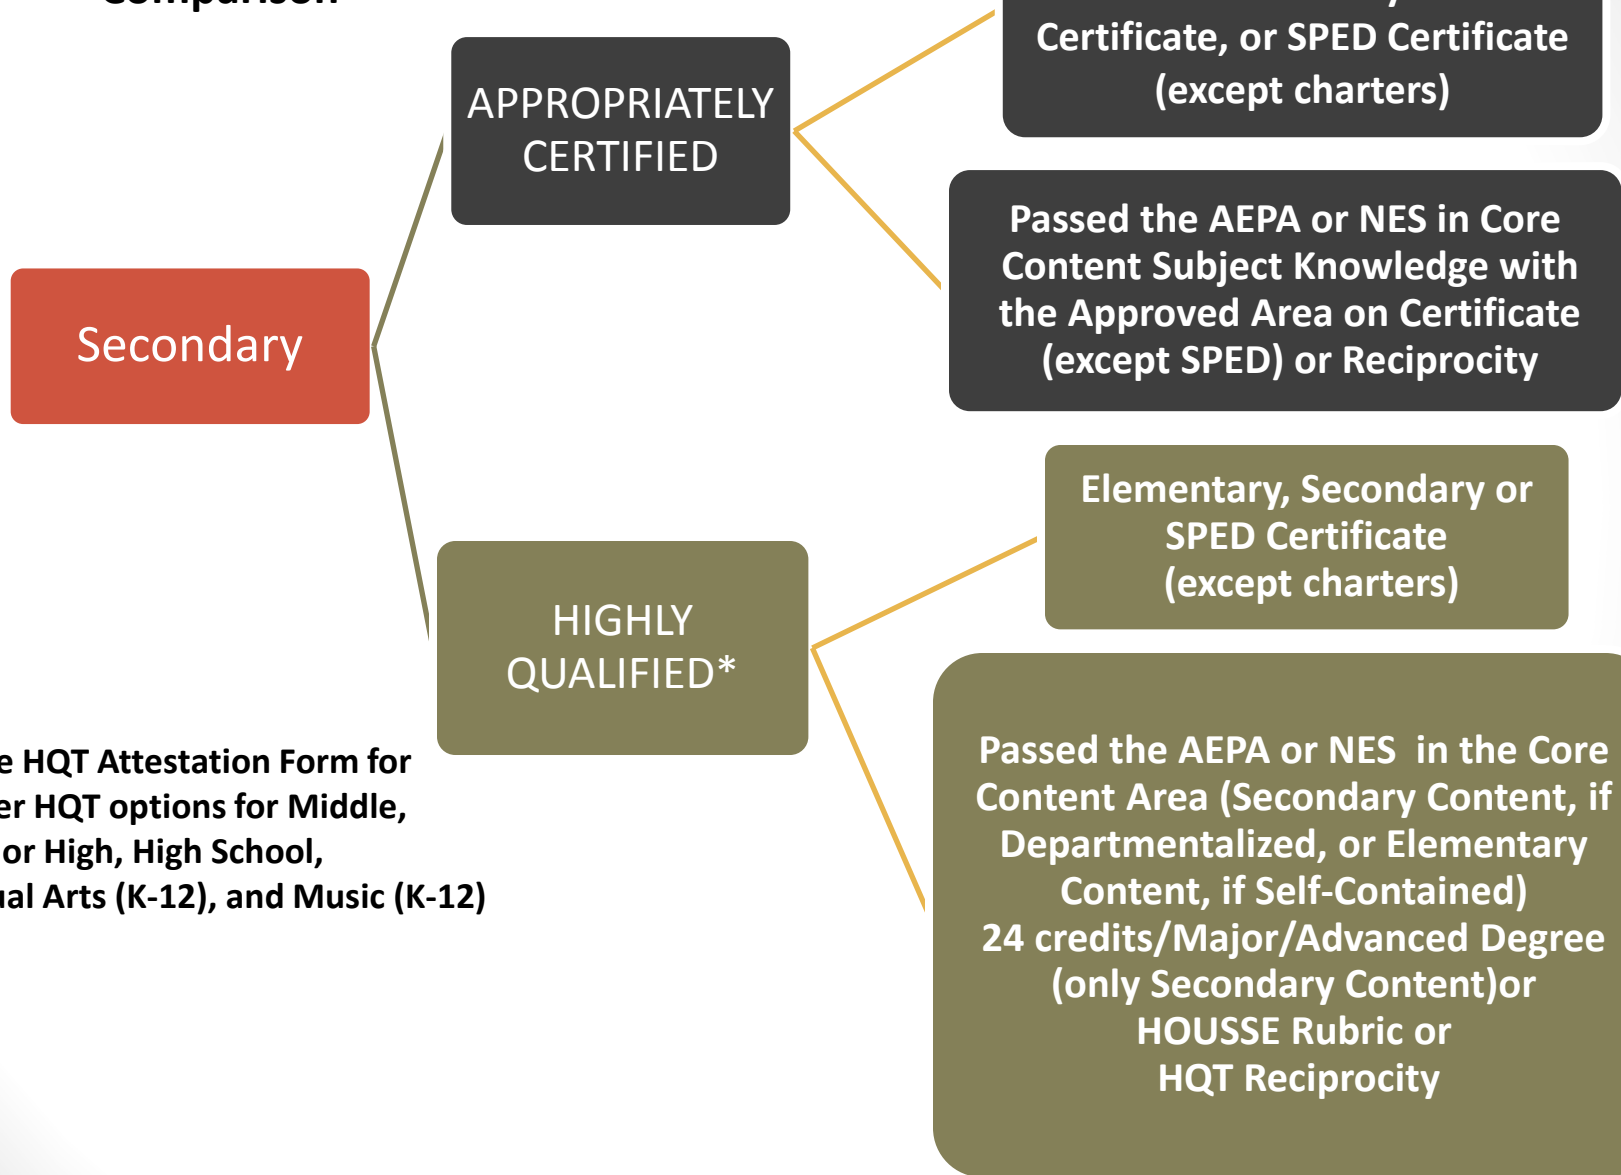 Comparison
Certificate, or SPED Certificate
(except charters)
APPROPRIATELY
CERTIFIED
Passed the AEPA or NES in Core
Content Subject Knowledge with
the Approved Area on Certificate
(except SPED) or Reciprocity
Secondary
Elementary, Secondary or
SPED Certificate
(except charters)
HIGHLY
QUALIFIED*
HQT Attestation Form for
HQT options for Middle,
High, High School,
Arts (K-12), and Music (K-12)
Passed the AEPA or NES  in the Core
Content Area (Secondary Content, if
Departmentalized, or Elementary
Content, if Self-Contained)
24 credits/Major/Advanced Degree
(only Secondary Content)or
HOUSSE Rubric or
HQT Reciprocity